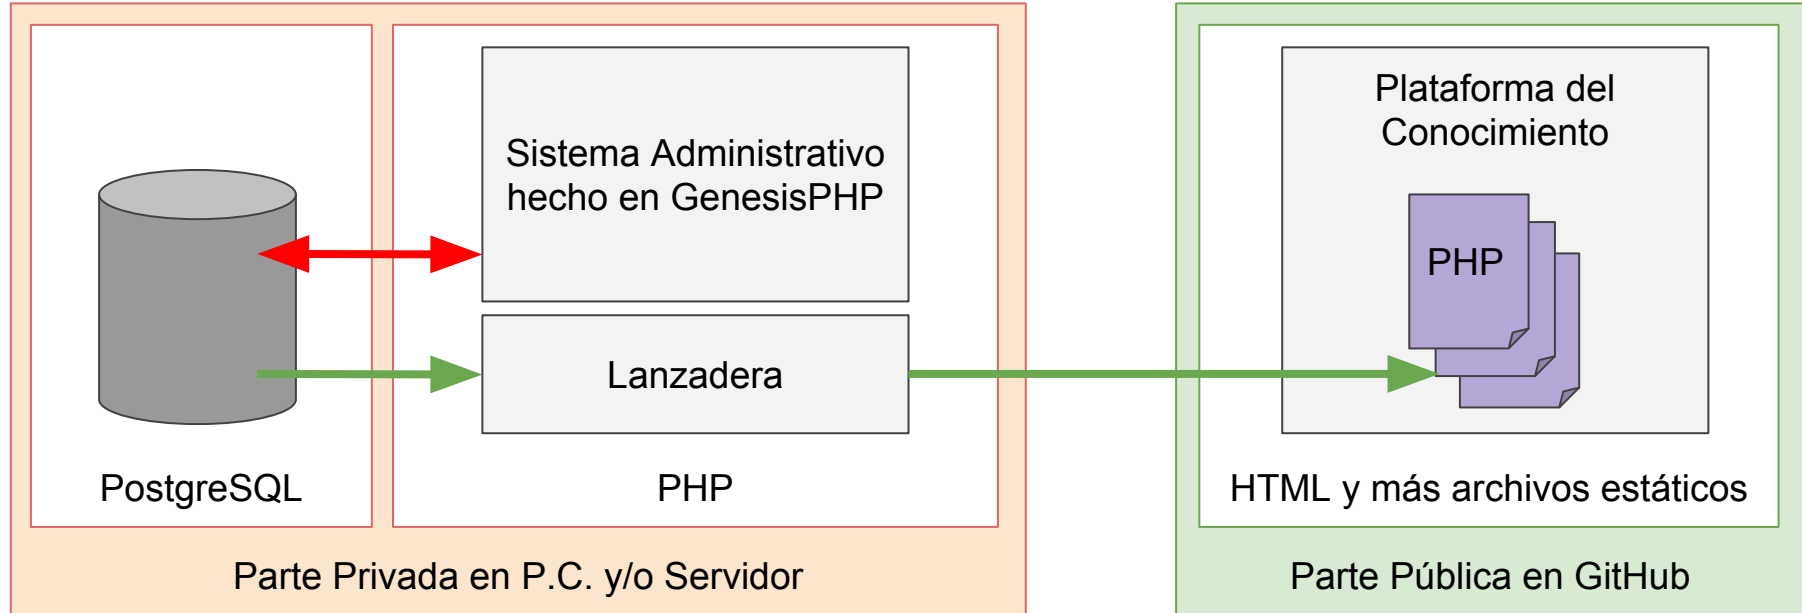 Sistema Administrativo
hecho en GenesisPHP
Lanzadera
PostgreSQL
PHP
Parte Privada en P.C. y/o Servidor
Plataforma del
Conocimiento
PHP
HTML y más archivos estáticos
Parte Pública en GitHub